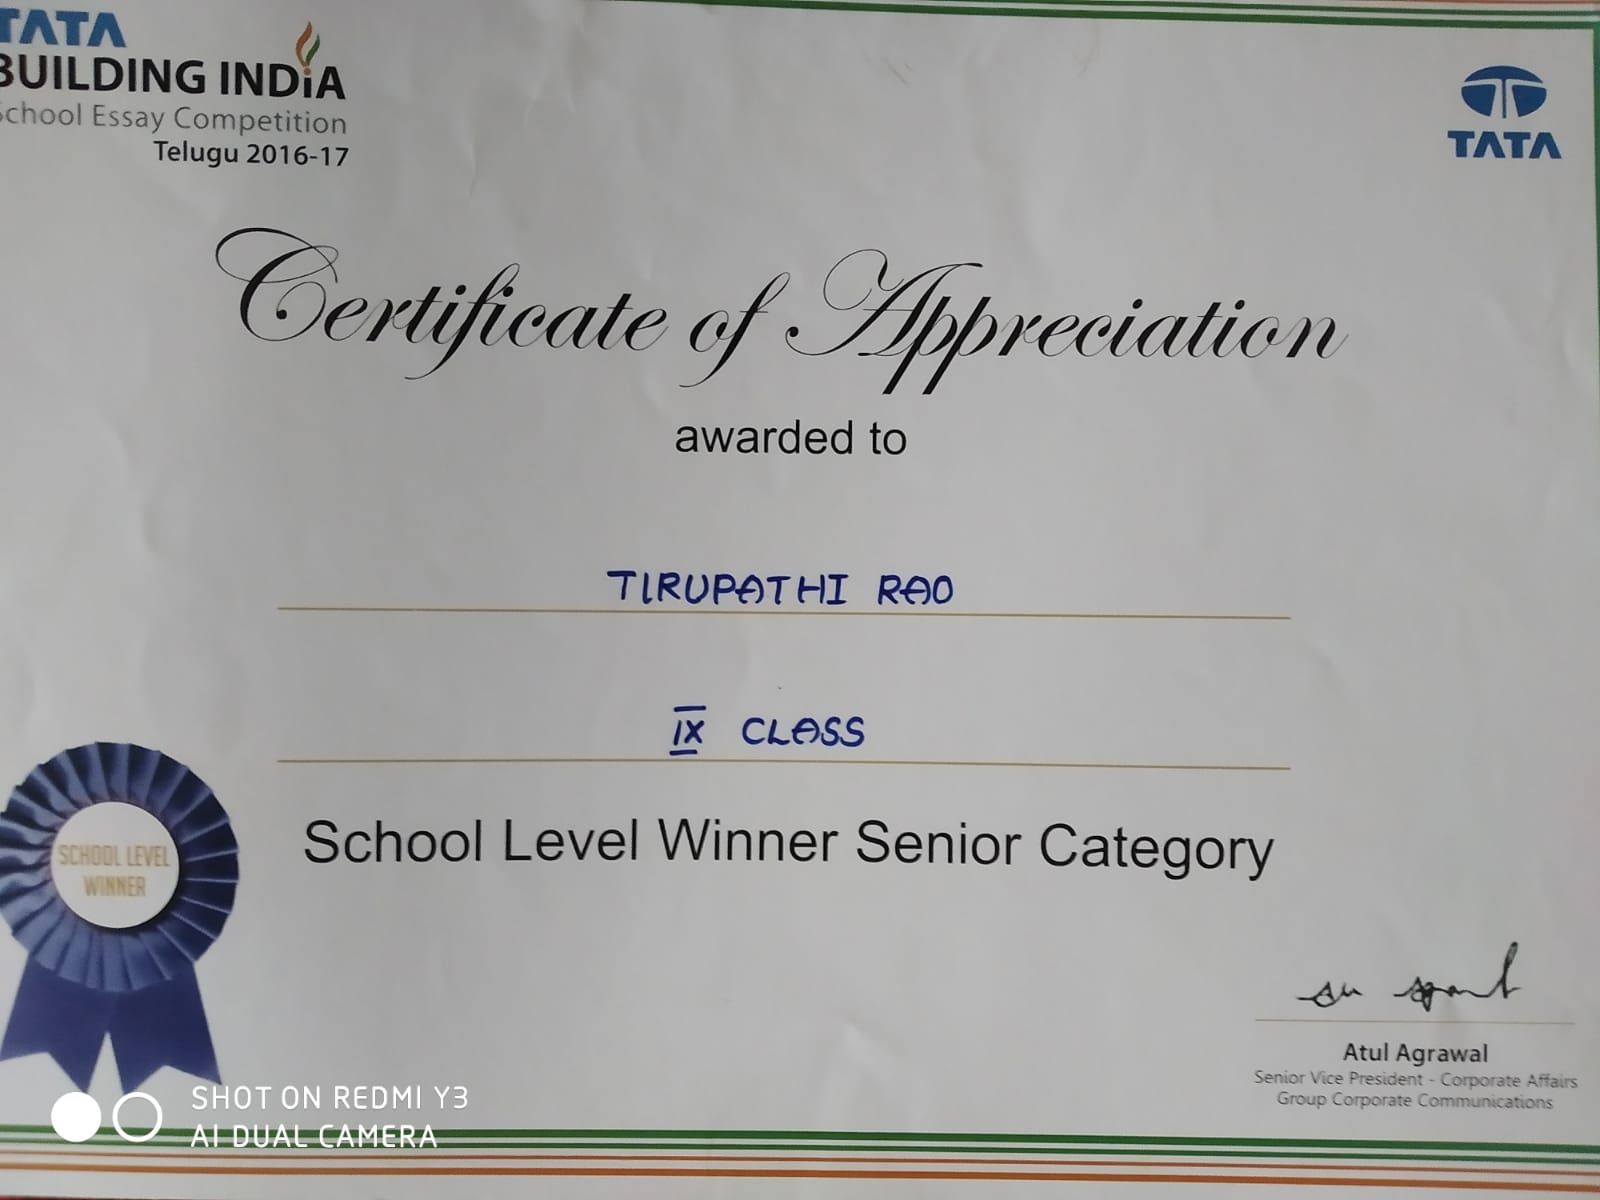 TATA
BUILDING INDiA
School Essay Competition
Telugu 2016-17
TATA
Certificate of Appreciation
awarded to
TIRUPATHI RAO
IX CLASS
SCHOOL LEVEL
WINNER
School Level Winner Senior Category
Atul Agrawal
Senior Vice President - Corporate Affairs
Group Corporate Communications
SHOT ON REDMI Y3
AI DUAL CAMERA